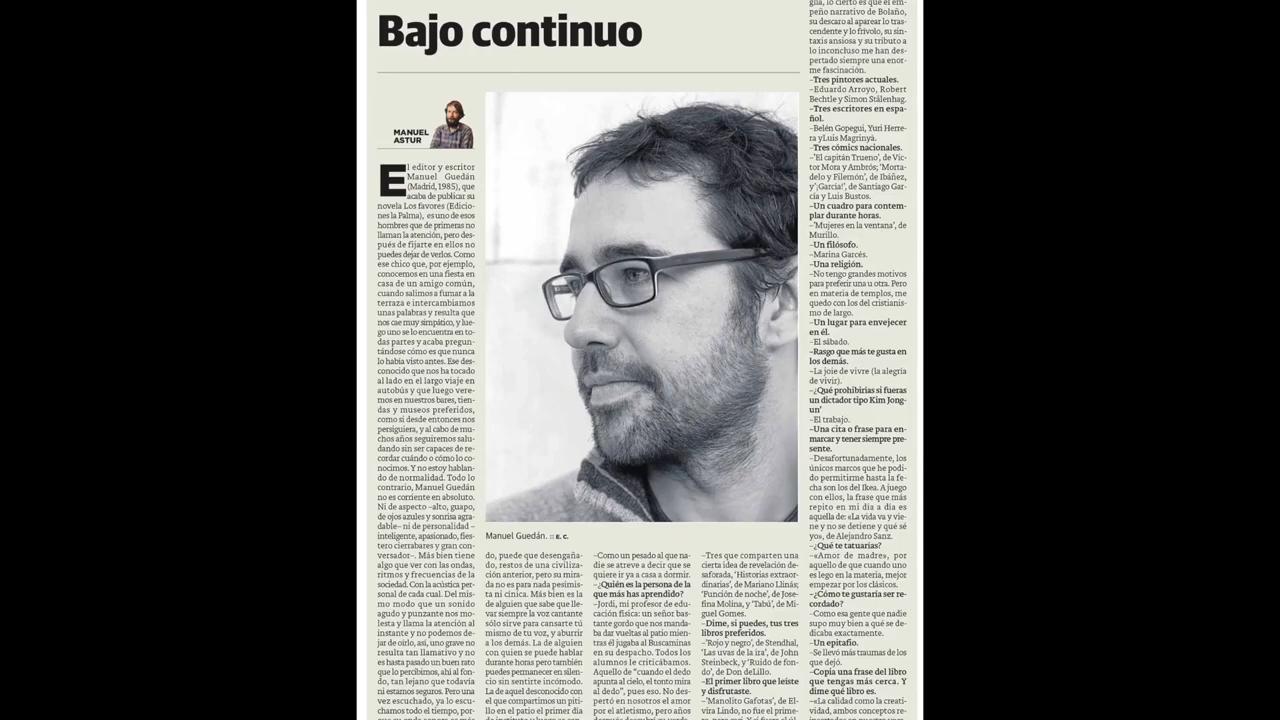 Bajo continuo
MANUEL
ASTUR
El editor y escritor
Manuel Guedán
(Madrid, 1985), que
acaba de publicar su
novela Los favores (Edicio-
nes la Palma), es uno de esos
hombres que de primeras no
llaman la atención, pero des-
pués de fijarte en ellos no
puedes dejar de verlos. Como
ese chico que, por ejemplo,
conocemos en una fiesta en
casa de un amigo común,
cuando salimos a fumar a la
terraza e intercambiamos
unas palabras y resulta que
nos cae muy simpático, y lue-
go uno se lo encuentra en to-
das partes y acaba pregun-
tándose cómo es que nunca
lo había visto antes. Ese des-
conocido que nos ha tocado
al lado en el largo viaje en
autobús y que luego vere-
mos en nuestros bares, tien-
das y museos preferidos,
como si desde entonces nos
persiguiera, y al cabo de mu-
chos años seguiremos salu-
dando sin ser capaces de re-
cordar cuándo o cómo lo co-
nocimos. Y no estoy hablan-
do de normalidad. Todo lo
contrario, Manuel Guedán
no es corriente en absoluto.
Ni de aspecto –alto, guapo,
de ojos azules y sonrisa agra-
dable– ni de personalidad –
inteligente, apasionado, fies-
tero cierrabares y gran con-
versador–. Más bien tiene
algo que ver con las ondas,
ritmos y frecuencias de la
sociedad. Con la acústica per-
sonal de cada cual. Del mis-
mo modo que un sonido
agudo y punzante nos mo-
lesta y llama la atención al
instante y no podemos de-
jar de oírlo, así, uno grave no
resulta tan llamativo y no es
hasta pasado un buen rato
que lo percibimos, ahí al fon-
do, tan lejano que todavía
ni estamos seguros. Pero una
vez escuchado, ya lo escu-
chamos todo el tiempo, por-
Manuel Guedán. :: E. C.
do, puede que desengaña-
do, restos de una civiliza-
ción anterior, pero su mira-
da no es para nada pesimis-
ta ni cínica. Más bien es la
de alguien que sabe que lle-
var siempre la voz cantante
sólo sirve para cansarte tú
mismo de tu voz, y aburrir
a los demás. La de alguien
con quien se puede hablar
durante horas pero también
puedes permanecer en silen-
cio sin sentirte incómodo.
La de aquel desconocido con
el que compartimos un piti-
llo en el patio el primer día
–Como un pesado al que na-
die se atreve a decir que se
quiere ir ya a casa a dormir.
–¿Quién es la persona de la
que más has aprendido?
–Jordi, mi profesor de edu-
cación física: un señor bas-
tante gordo que nos manda-
ba dar vueltas al patio mien-
tras él jugaba al Buscaminas
en su despacho. Todos los
alumnos le criticábamos.
Aquello de “cuando el dedo
apunta al cielo, el tonto mira
al dedo”, pues eso. No des-
pertó en nosotros el amor
por el atletismo, pero años
–Tres que comparten una
cierta idea de revelación de-
saforada, ‘Historias extraor-
dinarias’, de Mariano Llinás;
‘Función de noche’, de Jose-
fina Molina, y ‘Tabú’, de Mi-
guel Gomes.
–Dime, si puedes, tus tres
libros preferidos.
–‘Rojo y negro’, de Stendhal,
‘Las uvas de la ira’, de John
Steinbeck, y ‘Ruido de fon-
do’, de Don deLillo.
–El primer libro que leíste
y disfrutaste.
–‘Manolito Gafotas’, de El-
vira Lindo, no fue el prime-
glía, lo cierto es que el em-
peño narrativo de Bolaño,
su descaro al aparear lo tras-
cendente y lo frívolo, su sin-
taxis ansiosa y su tributo a
lo inconcluso me han des-
pertado siempre una enor-
me fascinación.
–Tres pintores actuales.
–Eduardo Arroyo, Robert
Bechtle y Simon Stålenhag.
–Tres escritores en espa-
ñol.
–Belén Gopegui, Yuri Herre-
ra yLuis Magrinyà.
–Tres cómics nacionales.
–‘El capitán Trueno’, de Víc-
tor Mora y Ambrós; ‘Morta-
delo y Filemón’, de Ibáñez,
y’¡García!’, de Santiago Gar-
cía y Luis Bustos.
–Un cuadro para contem-
plar durante horas.
–‘Mujeres en la ventana’, de
Murillo.
–Un filósofo.
–Marina Garcés.
–Una religión.
–No tengo grandes motivos
para preferir una u otra. Pero
en materia de templos, me
quedo con los del cristianis-
mo de largo.
–Un lugar para envejecer
en él.
–El sábado.
–Rasgo que más te gusta en
los demás.
–La joie de vivre (la alegría
de vivir).
–¿Qué prohibirías si fueras
un dictador tipo Kim Jong-
un’
–El trabajo.
–Una cita o frase para en-
marcar y tener siempre pre-
sente.
–Desafortunadamente, los
únicos marcos que he podi-
do permitirme hasta la fe-
cha son los del Ikea. A juego
con ellos, la frase que más
repito en mi día a día es
aquella de: «La vida va y vie-
ne y no se detiene y qué sé
yo», de Alejandro Sanz.
–¿Qué te tatuarías?
–«Amor de madre», por
aquello de que cuando uno
es lego en la materia, mejor
empezar por los clásicos.
–¿Cómo te gustaría ser re-
cordado?
–Como esa gente que nadie
supo muy bien a qué se de-
dicaba exactamente.
–Un epitafio.
–Se llevó más traumas de los
que dejó.
–Copia una frase del libro
que tengas más cerca. Y
dime qué libro es.
–«La calidad como la creati-
vidad, ambos conceptos re-